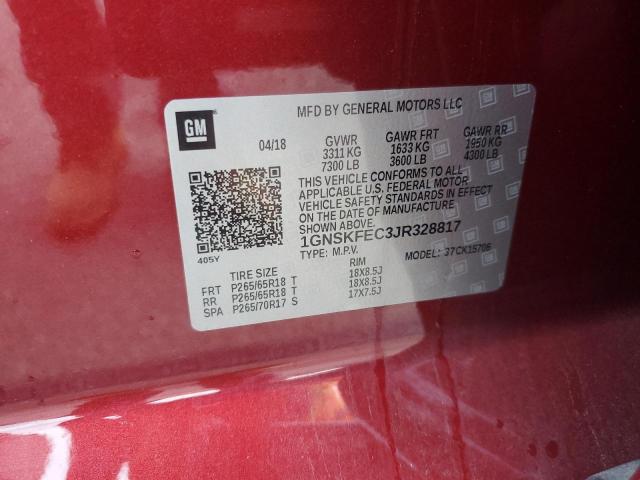 GM
MFD BY GENERAL MOTORS LLC
04/18 GVWR GAWR FRT GAWR RR
3311 KG 1633 KG 1950 KG
7300 LB 3600 LB 4300 LB
THIS VEHICLE CONFORMS TO ALL
APPLICABLE U.S. FEDERAL MOTOR
VEHICLE SAFETY STANDARDS IN EFFECT
ON THE DATE OF MANUFACTURE SHOWN ABOVE
1GNSKFEC3JR328817
TYPE: M.P.V. MODEL: 37CK15706
405Y
TIRE SIZE RIM
FRT P265/65R18 T 18X8.5J
RR P265/65R18 T 18X8.5J
SPA P265/70R17 S 17X7.5J